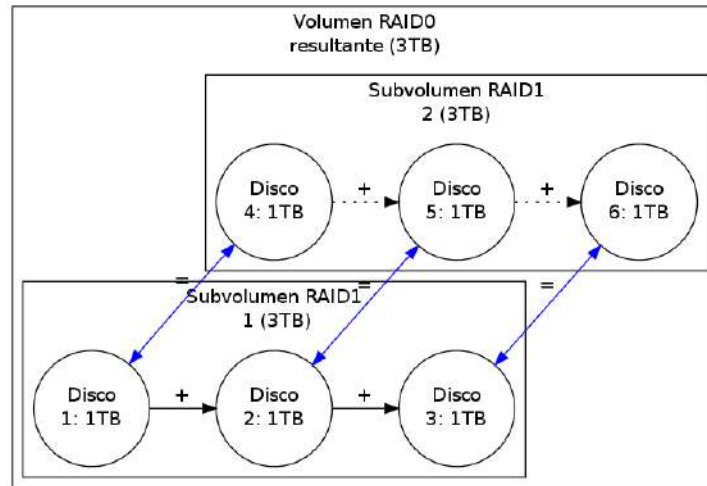 Volumen RAID0
resultante (3TB)
Subvolumen RAID1
2 (3TB)
Disco
4: 1TB
+
Disco
5: 1TB
+
Disco
6: 1TB
=
=
=
Subvolumen RAID1
1 (3TB)
Disco
1: 1TB
+
Disco
2: 1TB
+
Disco
3: 1TB